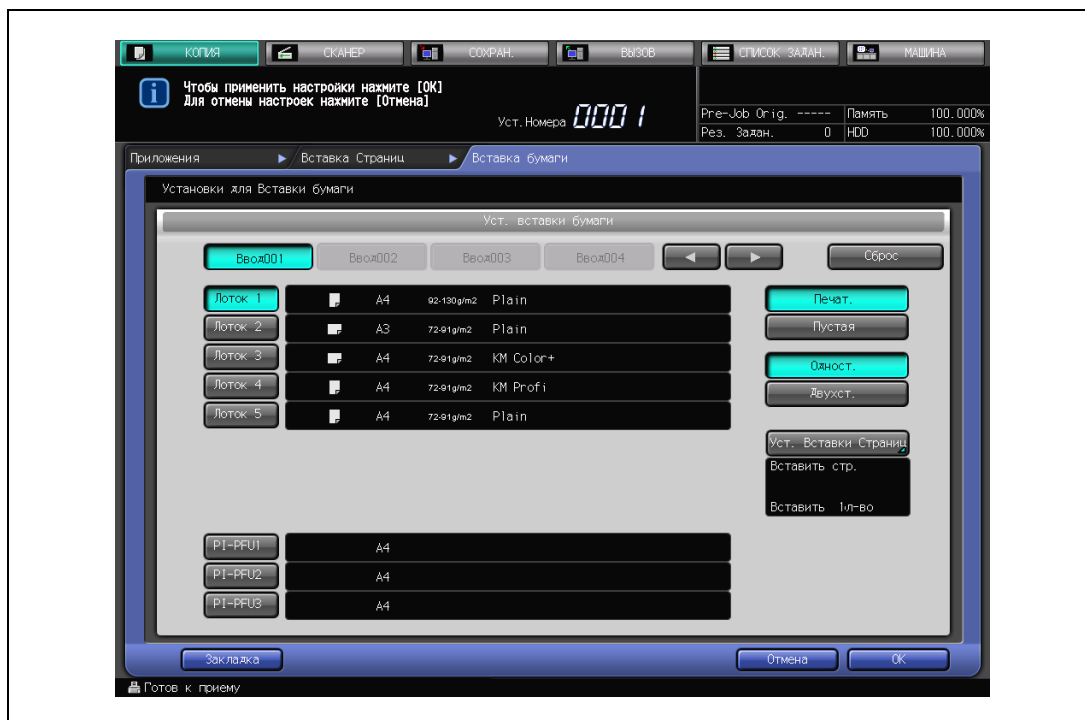 КОПИЯ СКАНЕР СОХРАН. ВЫЗОВ СПИСОК ЗАДАН. МАШИНА
Чтобы применить настройки нажмите [OK]
Для отмены настроек нажмите [Отмена]
Уст.Номера 0001
Pre-Job Orig. ----- Память 100.000%
Рез. Задан. 0 HDD 100.000%
Приложения Вставка Страниц Вставка бумаги
Установки для Вставки бумаги
Уст. вставки бумаги
Ввод001 Ввод002 Ввод003 Ввод004 Сброс
Лоток 1 A4 92-130g/m2 Plain Печат.
Лоток 2 A3 72-91g/m2 Plain Пустая
Лоток 3 A4 72-91g/m2 KM Color+ Одност.
Лоток 4 A4 72-91g/m2 KM Profi Двухст.
Лоток 5 A4 72-91g/m2 Plain
Уст. Вставки Страниц
Вставить стр.
Вставить 1л-во
PI-PFU1 A4
PI-PFU2 A4
PI-PFU3 A4
Закладка Отмена OK
Готов к приему